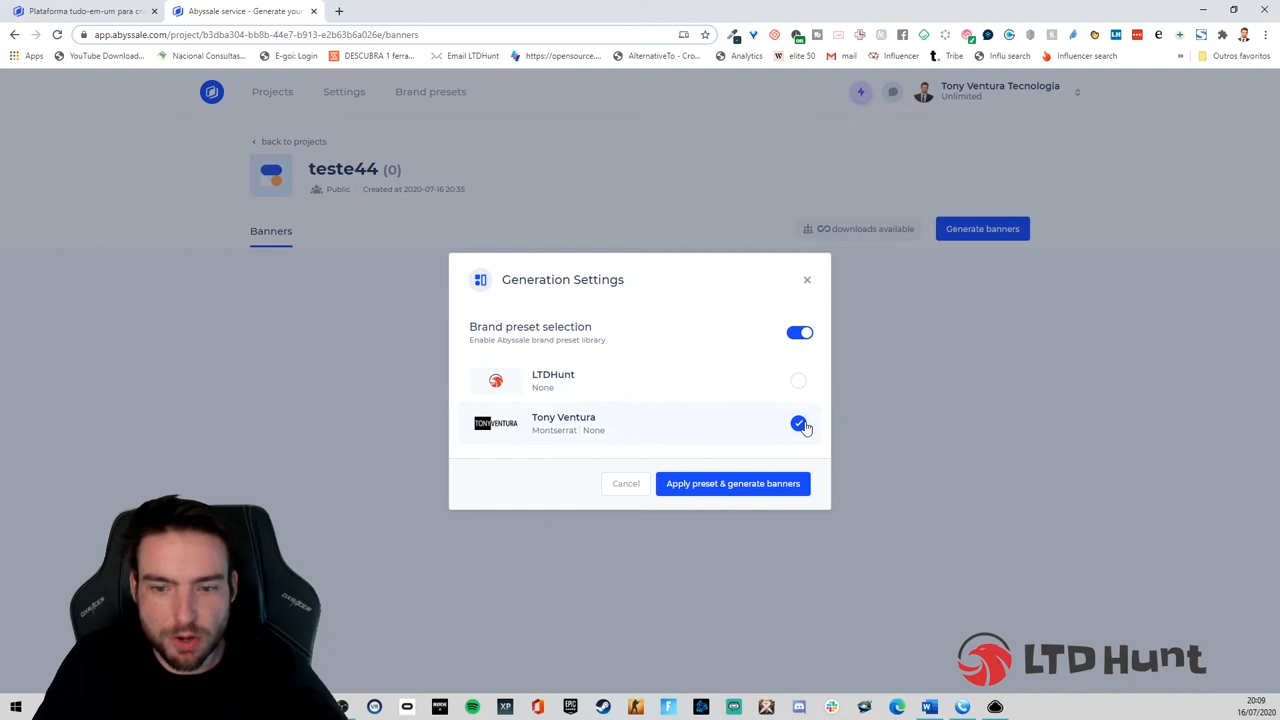 Plataforma tudo-em-um para cri
Abyssale service - Generate your
app.abyssale.com/project/b3dba304-bb8b-44e7-b913-e2b63b6a026e/banners
Apps
YouTube Download...
Nacional Consultas...
E-goi: Login
DESCUBRA 1 ferra...
Email LTDHunt
https://opensource....
AlternativeTo - Cro...
Analytics
elite 50
Influencer
mail
Tribe
Influ search
Influencer search
»
Outros favoritos
Projects
Settings
Brand presets
Tony Ventura Tecnologia
Unlimited
‹ back to projects
teste44 (0)
Public | Created at 2020-07-16 20:35
Banners
downloads available
Generate banners
Generation Settings
Brand preset selection
Enable Abyssale brand preset library
LTDHunt
None
TONYVENTURA
Tony Ventura
Montserrat | None
Cancel
Apply preset & generate banners
OXRACER
OXRACER
LTD Hunt
XP
20:09
16/07/2020